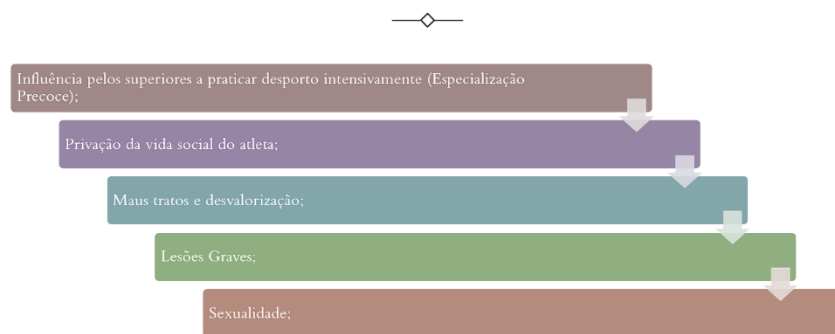 Influência pelos superiores a praticar desporto intensivamente (Especialização
Precoce);
Privação da vida social do atleta;
Maus tratos e desvalorização;
Lesões Graves;
Sexualidade;